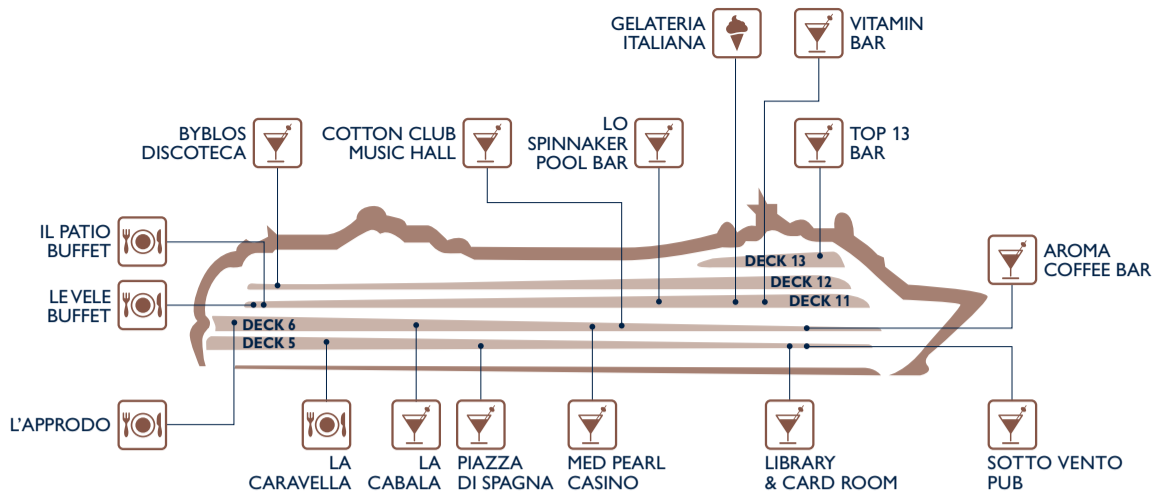 GELATERIA
ITALIANA
VITAMIN
BAR
BYBLOS
DISCOTECA
COTTON CLUB
MUSIC HALL
LO
SPINNAKER
POOL BAR
TOP 13
BAR
IL PATIO
BUFFET
AROMA
COFFEE BAR
DECK 13
DECK 12
LE VELE
BUFFET
DECK 11
DECK 6
DECK 5
L'APPRODO
LA
CARAVELLA
LA
CABALA
PIAZZA
DI SPAGNA
MED PEARL
CASINO
LIBRARY
& CARD ROOM
SOTTO VENTO
PUB